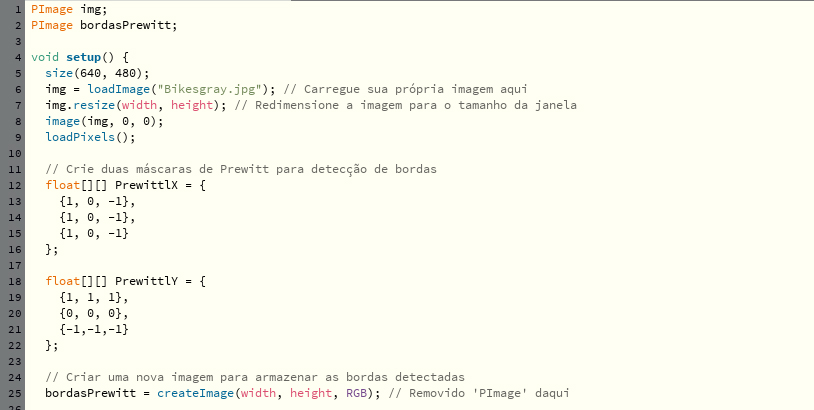 1 PImage img;
2 PImage bordasPrewitt;
3
4 void setup() {
5 size(640, 480);
6 img = loadImage("Bikesgray.jpg"); // Carregue sua própria imagem aqui
7 img.resize(width, height); // Redimensione a imagem para o tamanho da janela
8 image(img, 0, 0);
9 loadPixels();
10
11 // Crie duas máscaras de Prewitt para detecção de bordas
12 float[][] PrewittlX = {
13 {1, 0, -1},
14 {1, 0, -1},
15 {1, 0, -1}
16 };
17
18 float[][] PrewittlY = {
19 {1, 1, 1},
20 {0, 0, 0},
21 {-1,-1,-1}
22 };
23
24 // Criar uma nova imagem para armazenar as bordas detectadas
25 bordasPrewitt = createImage(width, height, RGB); // Removido 'PImage' daqui